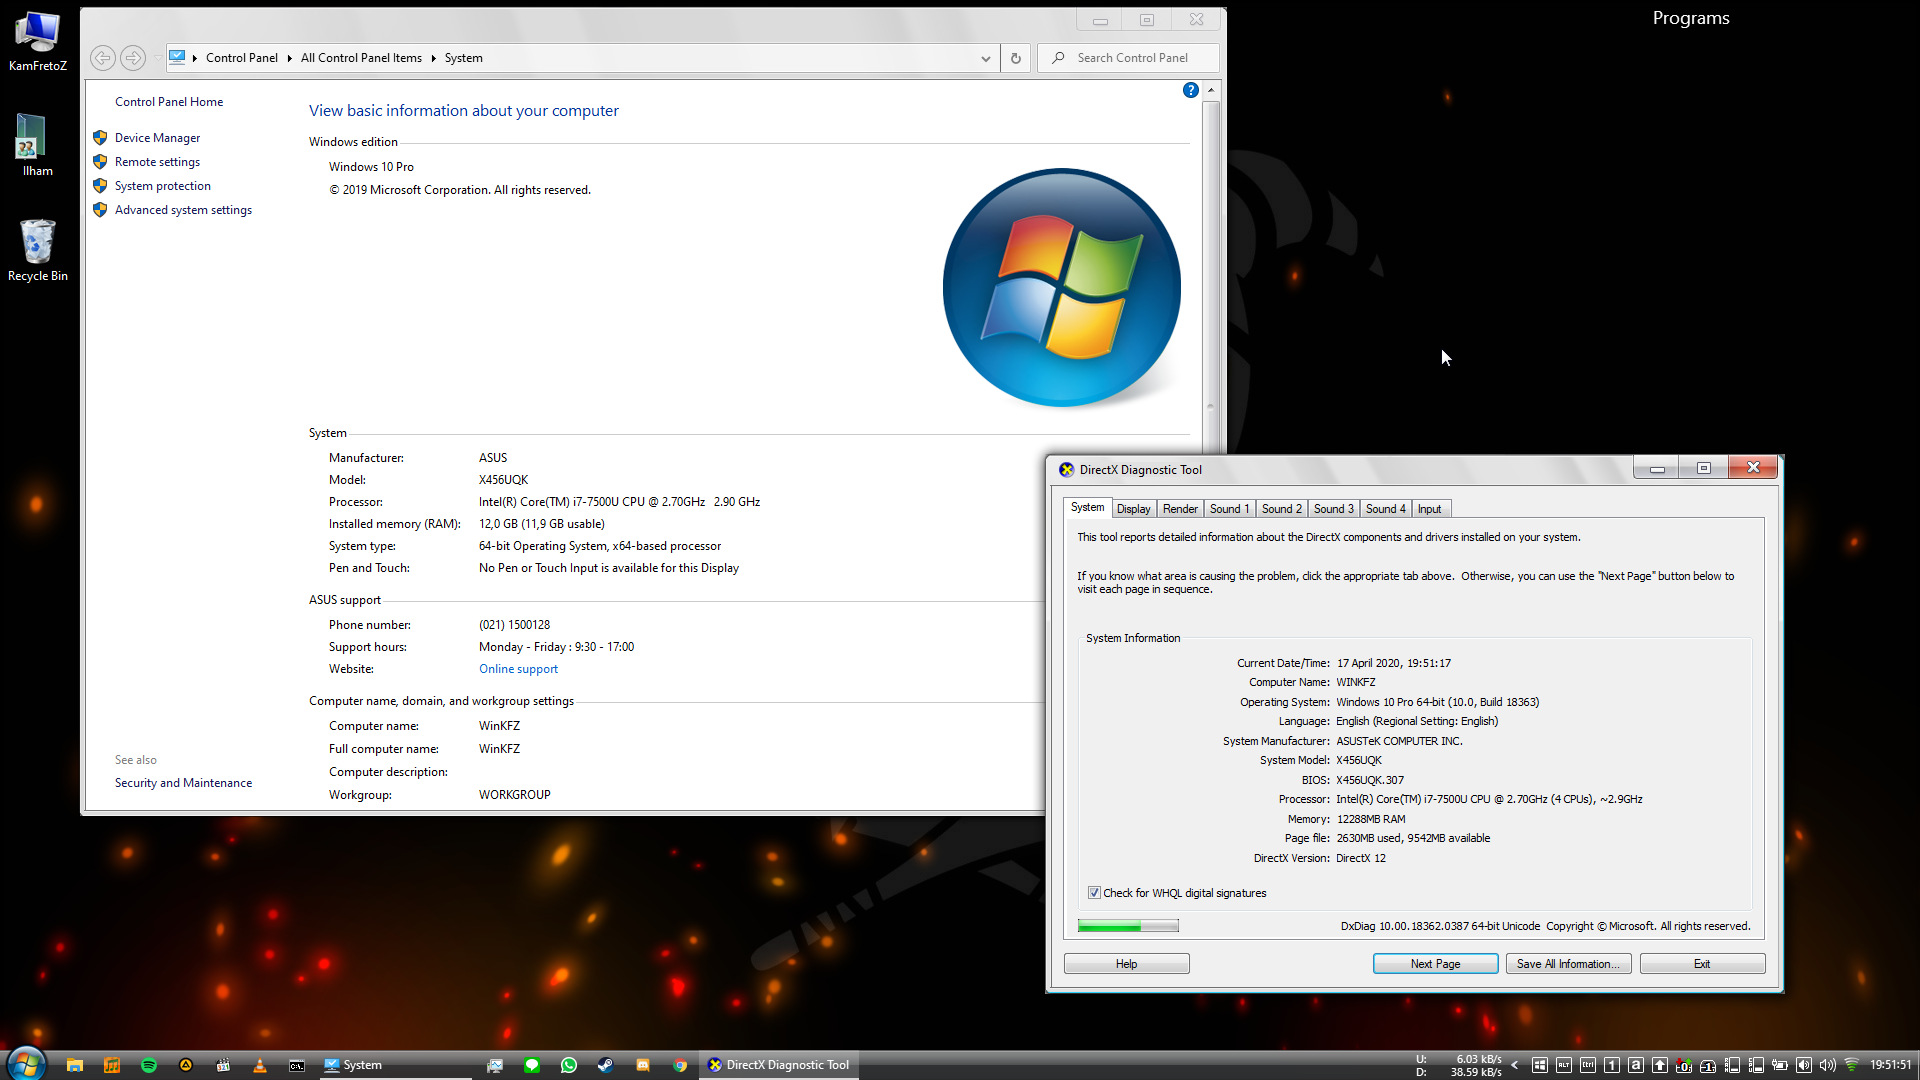 Programs
KamFretoZ
Ilham
Recycle Bin
Control Panel
All Control Panel Items
System
Search Control Panel
Control Panel Home
Device Manager
Remote settings
System protection
Advanced system settings
See also
Security and Maintenance
View basic information about your computer
Windows edition
Windows 10 Pro
© 2019 Microsoft Corporation. All rights reserved.
System
Manufacturer: ASUS
Model: X456UQK
Processor: Intel(R) Core(TM) i7-7500U CPU @ 2.70GHz 2.90 GHz
Installed memory (RAM): 12,0 GB (11,9 GB usable)
System type: 64-bit Operating System, x64-based processor
Pen and Touch: No Pen or Touch Input is available for this Display
ASUS support
Phone number: (021) 1500128
Support hours: Monday - Friday : 9:30 - 17:00
Website: Online support
Computer name, domain, and workgroup settings
Computer name: WinKFZ
Full computer name: WinKFZ
Computer description:
Workgroup: WORKGROUP
DirectX Diagnostic Tool
System Display Render Sound 1 Sound 2 Sound 3 Sound 4 Input
This tool reports detailed information about the DirectX components and drivers installed on your system.
If you know what area is causing the problem, click the appropriate tab above. Otherwise, you can use the "Next Page" button below to
visit each page in sequence.
System Information
Current Date/Time: 17 April 2020, 19:51:17
Computer Name: WINKFZ
Operating System: Windows 10 Pro 64-bit (10.0, Build 18363)
Language: English (Regional Setting: English)
System Manufacturer: ASUSTeK COMPUTER INC.
System Model: X456UQK
BIOS: X456UQK.307
Processor: Intel(R) Core(TM) i7-7500U CPU @ 2.70GHz (4 CPUs), ~2.9GHz
Memory: 12288MB RAM
Page file: 2630MB used, 9542MB available
DirectX Version: DirectX 12
Check for WHQL digital signatures
DxDiag 10.00.18362.0387 64-bit Unicode Copyright © Microsoft. All rights reserved.
Help
Next Page
Save All Information...
Exit
System
DirectX Diagnostic Tool
U: 6.03 kB/s
D: 38.59 kB/s
19:51:51